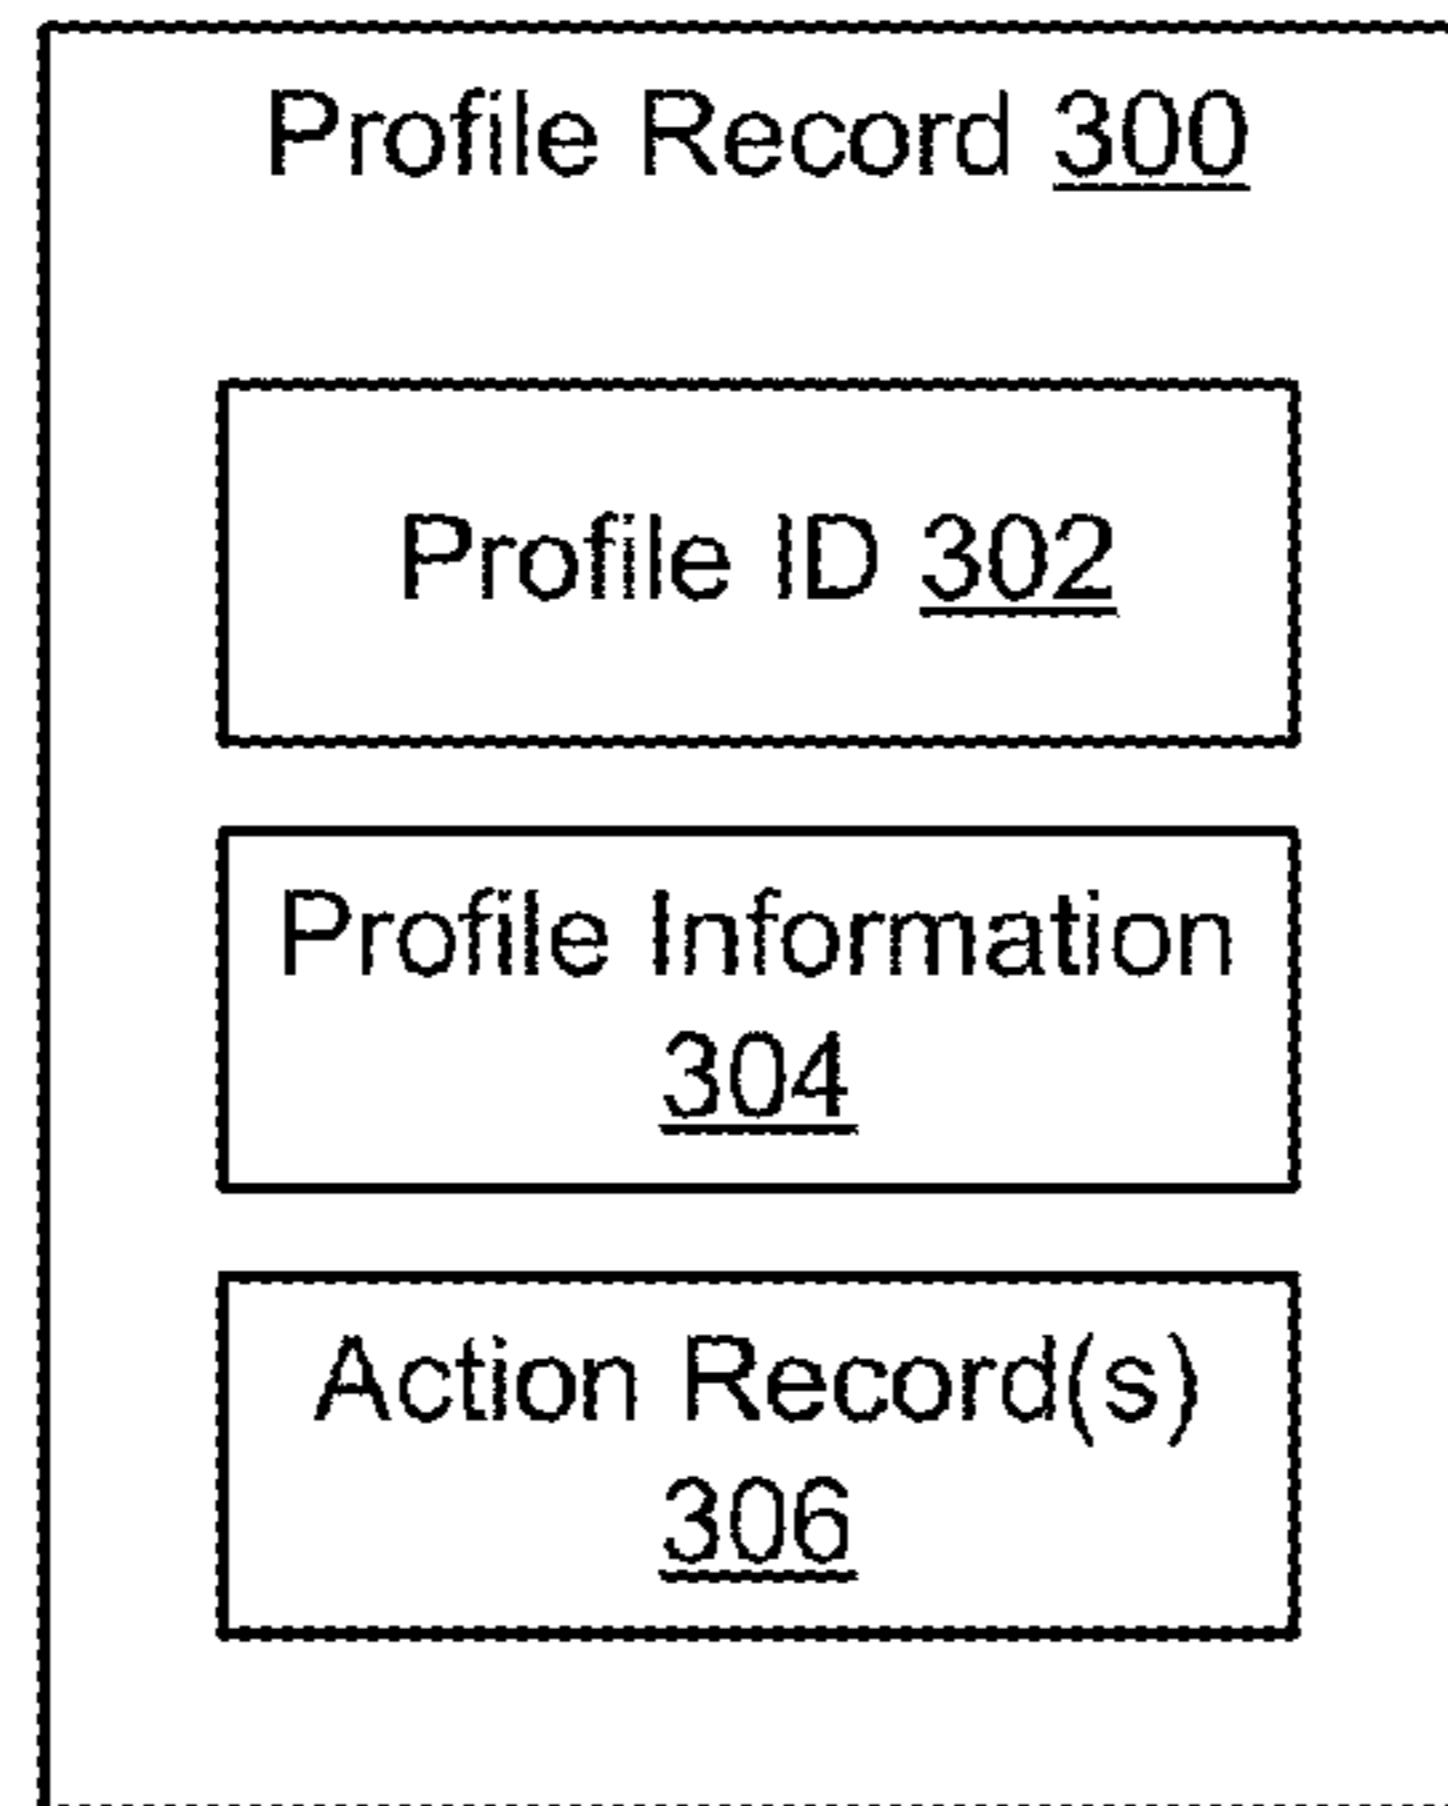 Profile Record 300
Profile ID 302
Profile Information
304
Action Record(s)
306